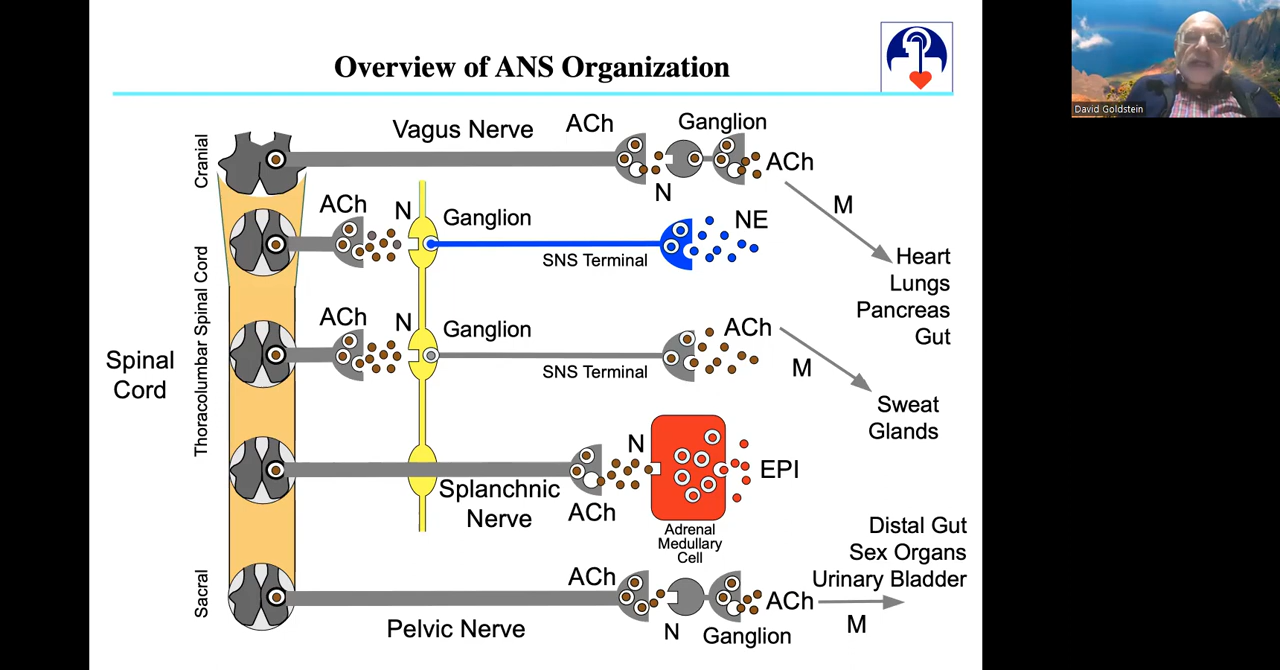 Overview of ANS Organization
David Goldstein
Cranial
Vagus Nerve
ACh
Ganglion
N
ACh
M
Heart
Lungs
Pancreas
Gut
Thoracolumbar Spinal Cord
ACh
N
Ganglion
SNS Terminal
NE
Spinal
Cord
ACh
N
Ganglion
SNS Terminal
ACh
M
Sweat
Glands
Splanchnic
Nerve
ACh
N
Adrenal
Medullary
Cell
EPI
Sacral
Pelvic Nerve
ACh
N
Ganglion
ACh
M
Distal Gut
Sex Organs
Urinary Bladder